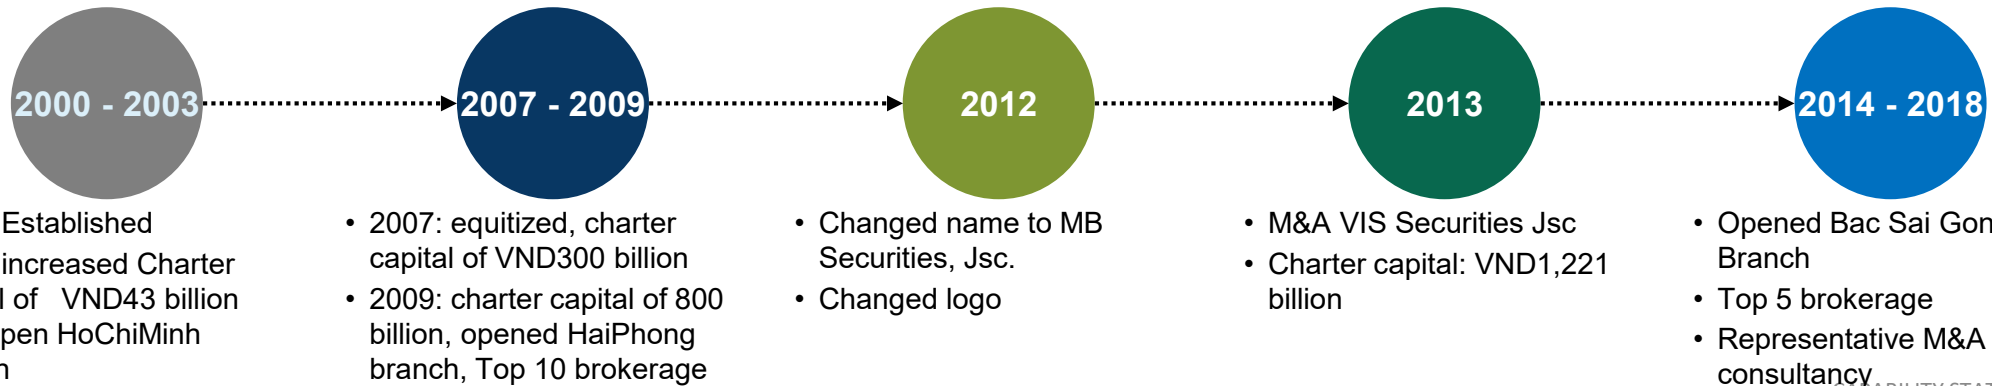 2000 - 2003
2007 - 2009
2012
2013
2014 - 2018
Established
increased Charter
l of VND43 billion
pen HoChiMinh
• 2007: equitized, charter
capital of VND300 billion
• 2009: charter capital of 800
billion, opened HaiPhong
branch, Top 10 brokerage
• Changed name to MB
Securities, Jsc.
• Changed logo
• M&A VIS Securities Jsc
• Charter capital: VND1,221
billion
• Opened Bac Sai Gon
Branch
• Top 5 brokerage
• Representative M&A
consultancy